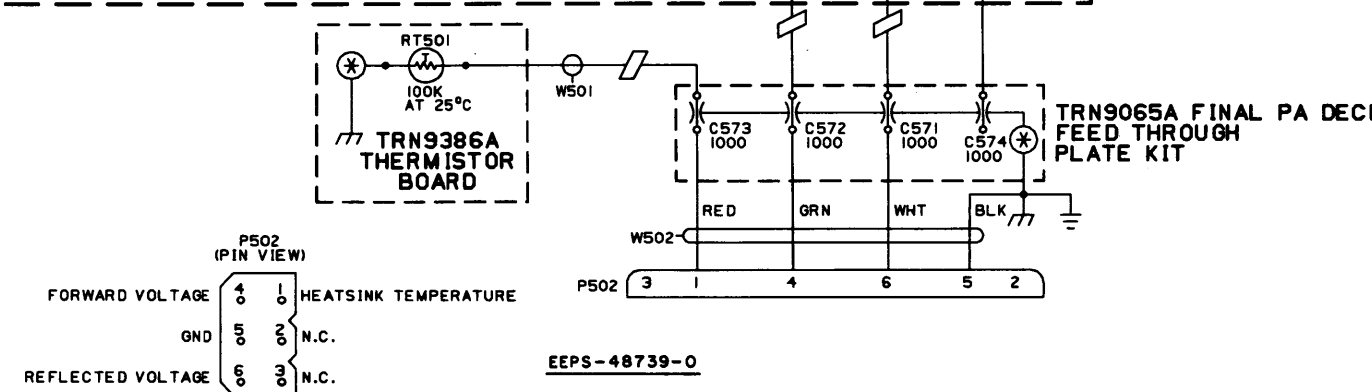 RT501
100K
AT 25°C
TRN9386A
THERMISTOR
BOARD
W501
C573
1000
C572
1000
C571
1000
C574
1000
TRN9065A FINAL PA DEC
FEED THROUGH
PLATE KIT
RED GRN WHT BLK
W502
P502 3 1 4 6 5 2
P502
(PIN VIEW)
FORWARD VOLTAGE 4 1 HEATSINK TEMPERATURE
GND 5 2 N.C.
REFLECTED VOLTAGE 6 3 N.C.
EEPS-48739-O